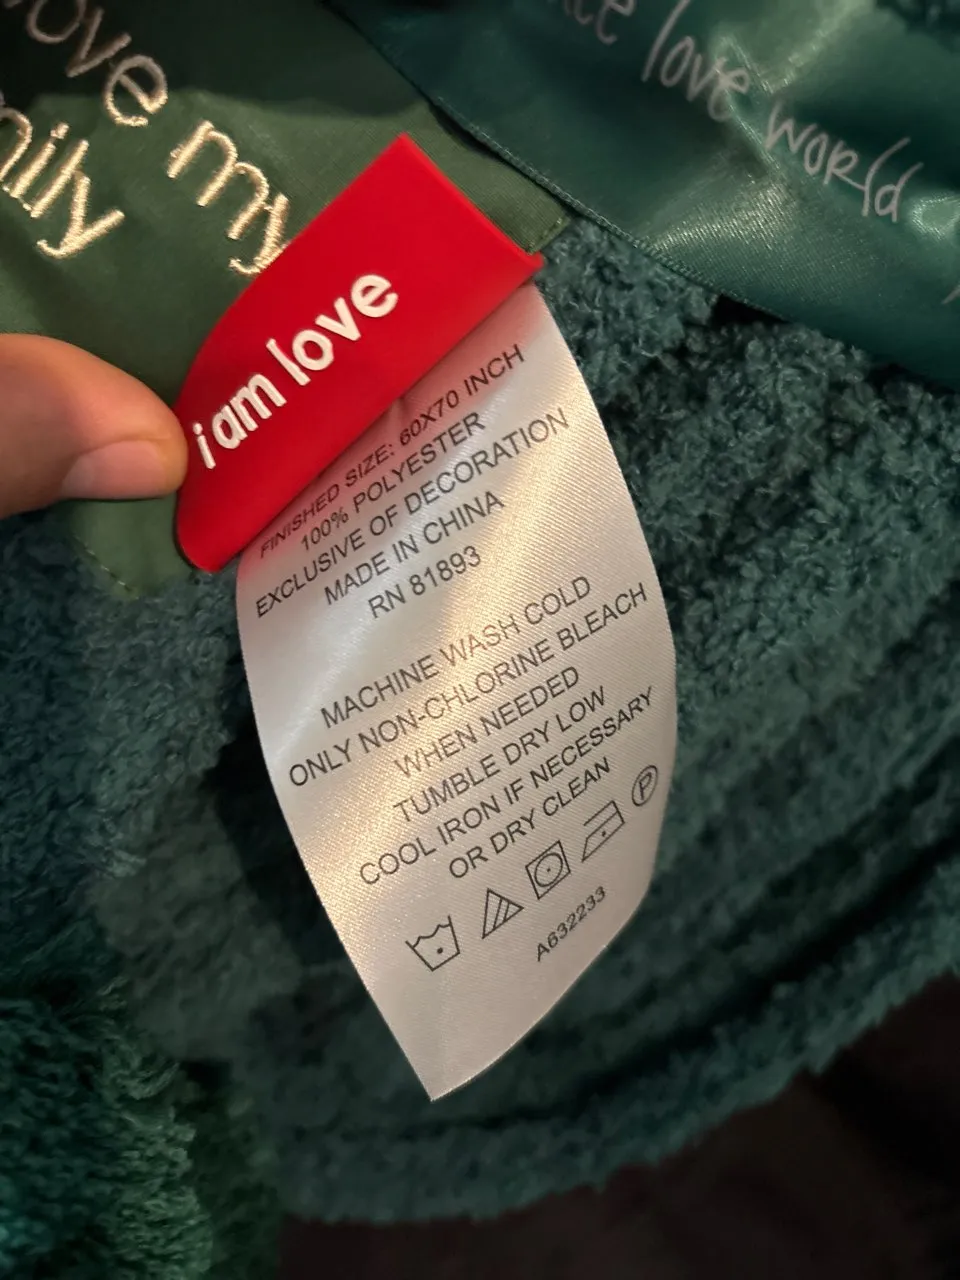 love my
love world
i am love
FINISHED SIZE: 60X70 INCH
100% POLYESTER
EXCLUSIVE OF DECORATION
MADE IN CHINA
RN 81893
MACHINE WASH COLD
ONLY NON-CHLORINE BLEACH
WHEN NEEDED
TUMBLE DRY LOW
COOL IRON IF NECESSARY
OR DRY CLEAN
P
A632233